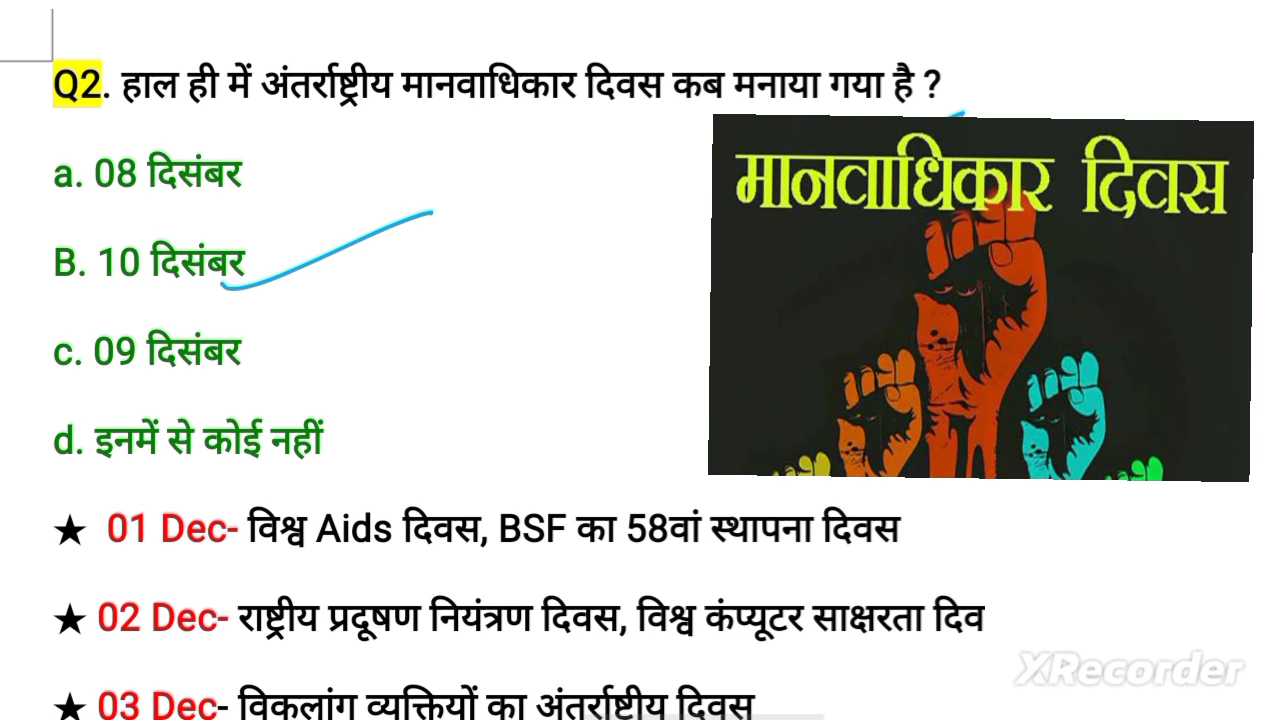 Q2. हाल ही में अंतर्राष्ट्रीय मानवाधिकार दिवस कब मनाया गया है ?
मानवाधिकार दिवस
a. 08 दिसंबर
B. 10 दिसंबर
c. 09 दिसंबर
d. इनमें से कोई नहीं
★ 01 Dec- विश्व Aids दिवस, BSF का 58वां स्थापना दिवस
★ 02 Dec- राष्ट्रीय प्रदूषण नियंत्रण दिवस, विश्व कंप्यूटर साक्षरता दिव
★ 03 Dec- विकलांग व्यक्तियों का अंतर्राष्टीय दिवस
XRecorder